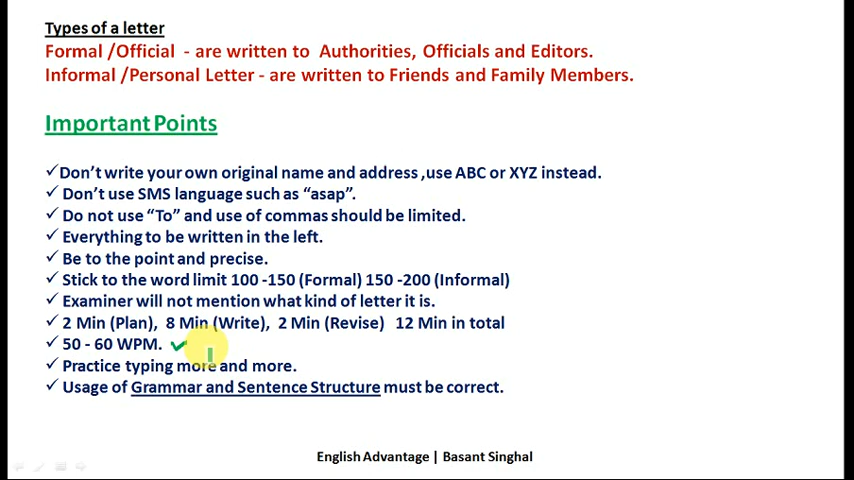 Types of a letter
Formal /Official - are written to Authorities, Officials and Editors.
Informal /Personal Letter - are written to Friends and Family Members.
Important Points
✓Don't write your own original name and address ,use ABC or XYZ instead.
✓ Don't use SMS language such as “asap”.
✓ Do not use “To” and use of commas should be limited.
✓ Everything to be written in the left.
✓ Be to the point and precise.
✓ Stick to the word limit 100 -150 (Formal) 150 -200 (Informal)
✓ Examiner will not mention what kind of letter it is.
✓ 2 Min (Plan), 8 Min (Write), 2 Min (Revise) 12 Min in total
✓ 50 - 60 WPM. ✓
✓ Practice typing more and more.
✓ Usage of Grammar and Sentence Structure must be correct.
English Advantage | Basant Singhal